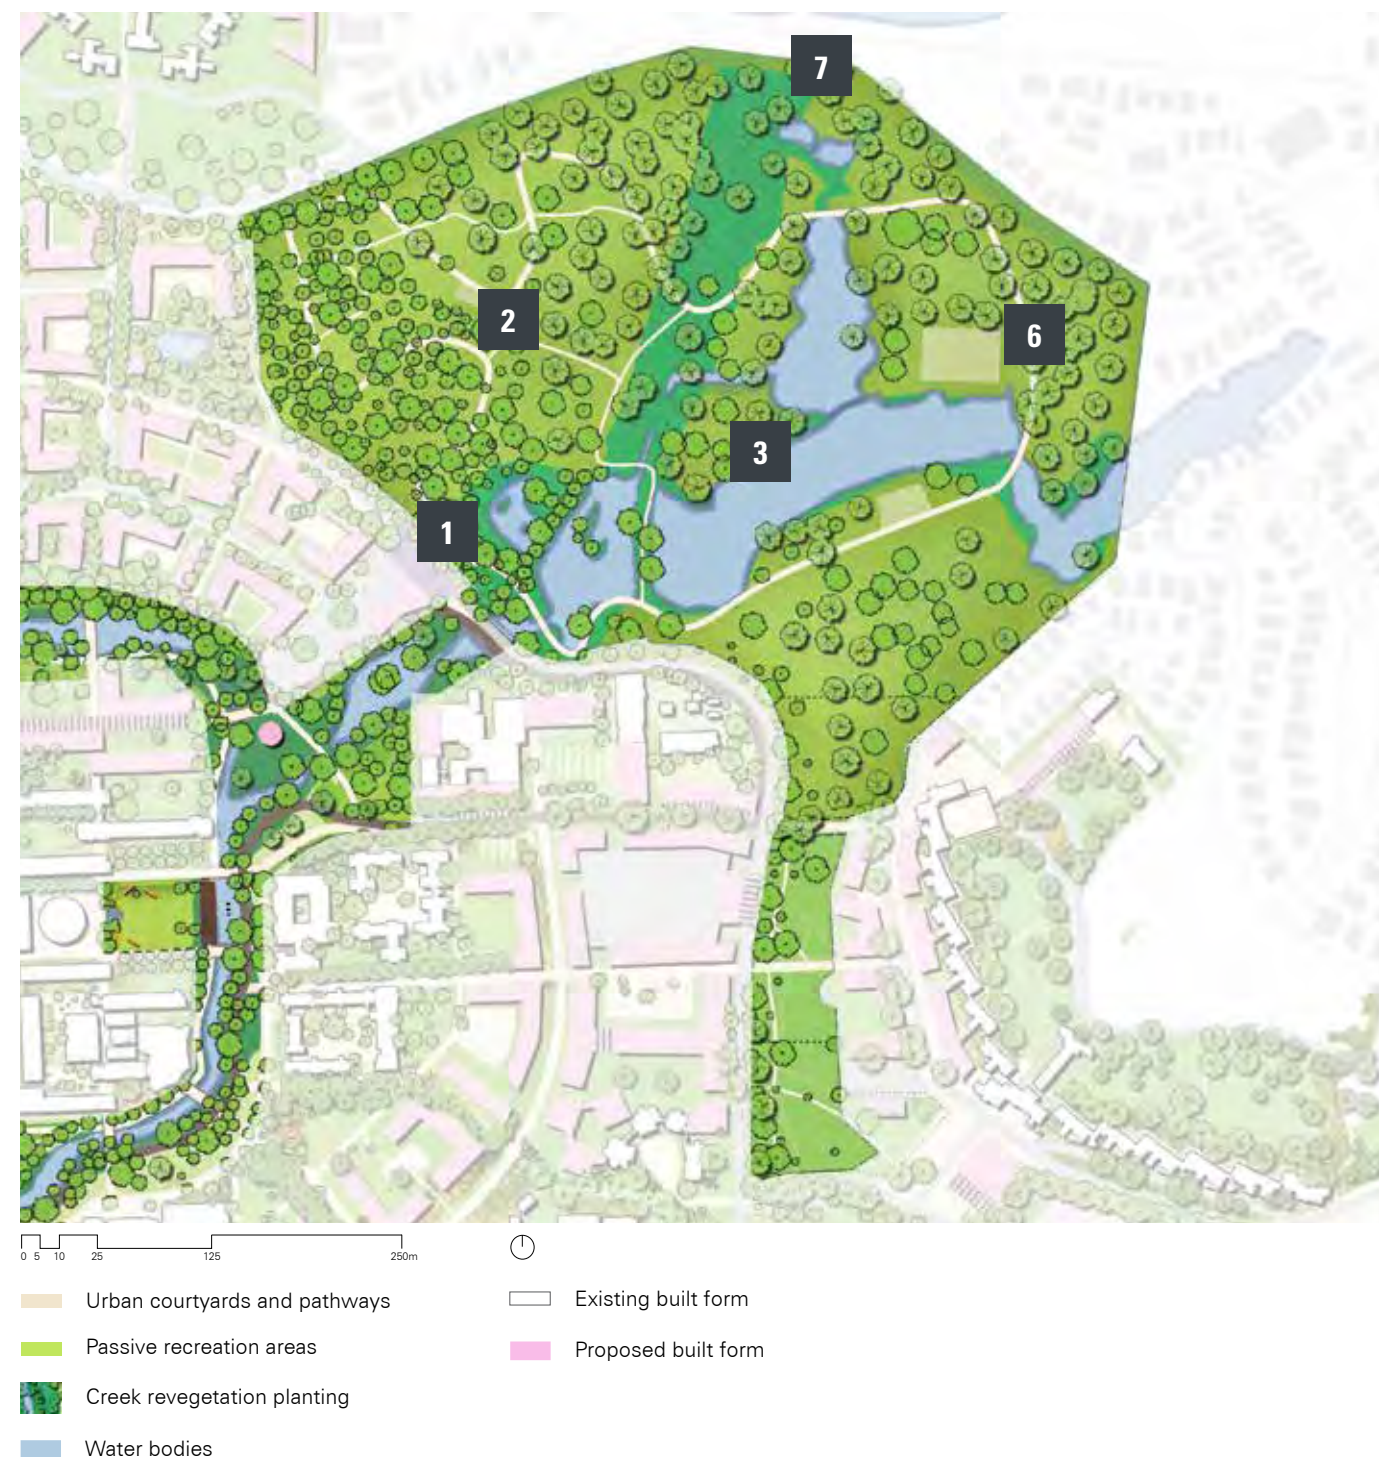 7
2
6
3
1
0 5 10 25 125 250m
Urban courtyards and pathways
Existing built form
Passive recreation areas
Proposed built form
Creek revegetation planting
Water bodies